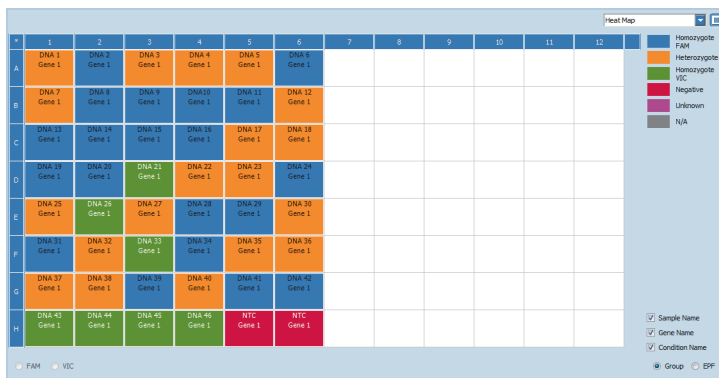 Heat Map
* 1 2 3 4 5 6 7 8 9 10 11 12
Homozygote FAM
Heterozygote
Homozygote VIC
Negative
Unknown
N/A
A
DNA 1 DNA 2 DNA 3 DNA 4 DNA 5 DNA 6
Gene 1 Gene 1 Gene 1 Gene 1 Gene 1 Gene 1
B
DNA 7 DNA 8 DNA 9 DNA10 DNA 11 DNA 12
Gene 1 Gene 1 Gene 1 Gene 1 Gene 1 Gene 1
C
DNA 13 DNA 14 DNA 15 DNA 16 DNA 17 DNA 18
Gene 1 Gene 1 Gene 1 Gene 1 Gene 1 Gene 1
D
DNA 19 DNA 20 DNA 21 DNA 22 DNA 23 DNA 24
Gene 1 Gene 1 Gene 1 Gene 1 Gene 1 Gene 1
E
DNA 25 DNA 26 DNA 27 DNA 28 DNA 29 DNA 30
Gene 1 Gene 1 Gene 1 Gene 1 Gene 1 Gene 1
F
DNA 31 DNA 32 DNA 33 DNA 34 DNA 35 DNA 36
Gene 1 Gene 1 Gene 1 Gene 1 Gene 1 Gene 1
G
DNA 37 DNA 38 DNA 39 DNA 40 DNA 41 DNA 42
Gene 1 Gene 1 Gene 1 Gene 1 Gene 1 Gene 1
H
DNA 43 DNA 44 DNA 45 DNA 46 NTC NTC
Gene 1 Gene 1 Gene 1 Gene 1 Gene 1 Gene 1
Sample Name
Gene Name
Condition Name
FAM VIC
Group EPF